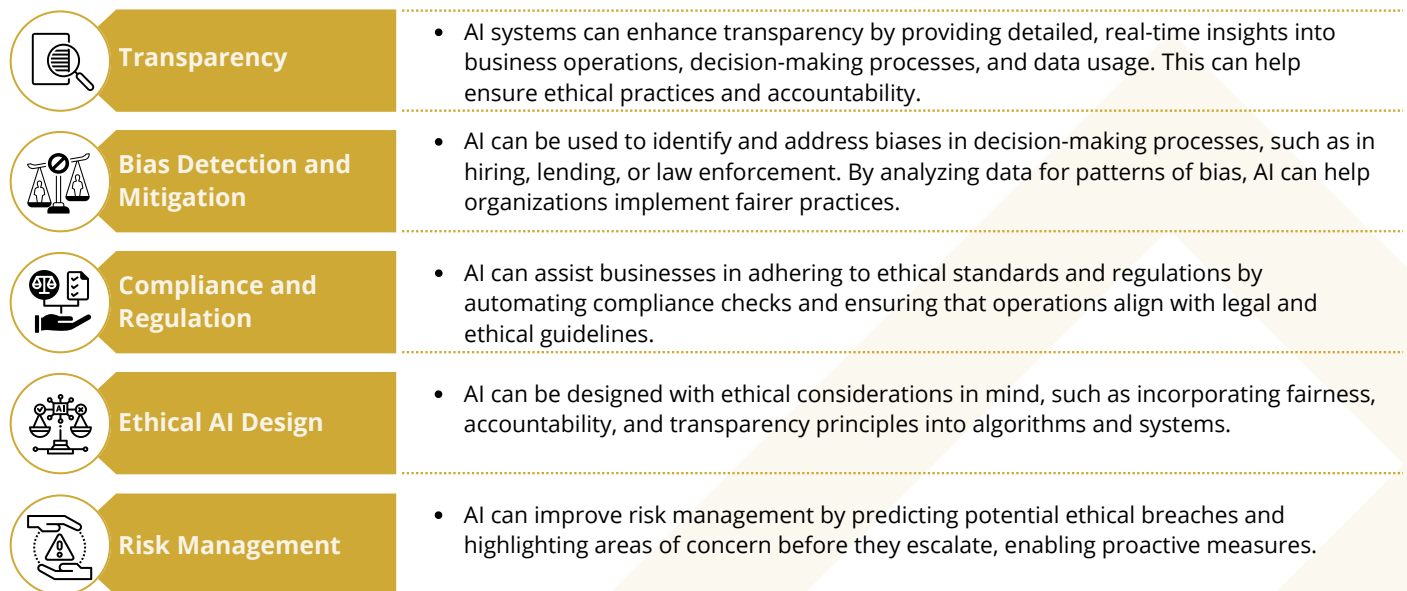 Transparency
• AI systems can enhance transparency by providing detailed, real-time insights into
business operations, decision-making processes, and data usage. This can help
ensure ethical practices and accountability.
Bias Detection and
Mitigation
• AI can be used to identify and address biases in decision-making processes, such as in
hiring, lending, or law enforcement. By analyzing data for patterns of bias, AI can help
organizations implement fairer practices.
Compliance and
Regulation
• AI can assist businesses in adhering to ethical standards and regulations by
automating compliance checks and ensuring that operations align with legal and
ethical guidelines.
AI
Ethical AI Design
• AI can be designed with ethical considerations in mind, such as incorporating fairness,
accountability, and transparency principles into algorithms and systems.
Risk Management
• AI can improve risk management by predicting potential ethical breaches and
highlighting areas of concern before they escalate, enabling proactive measures.